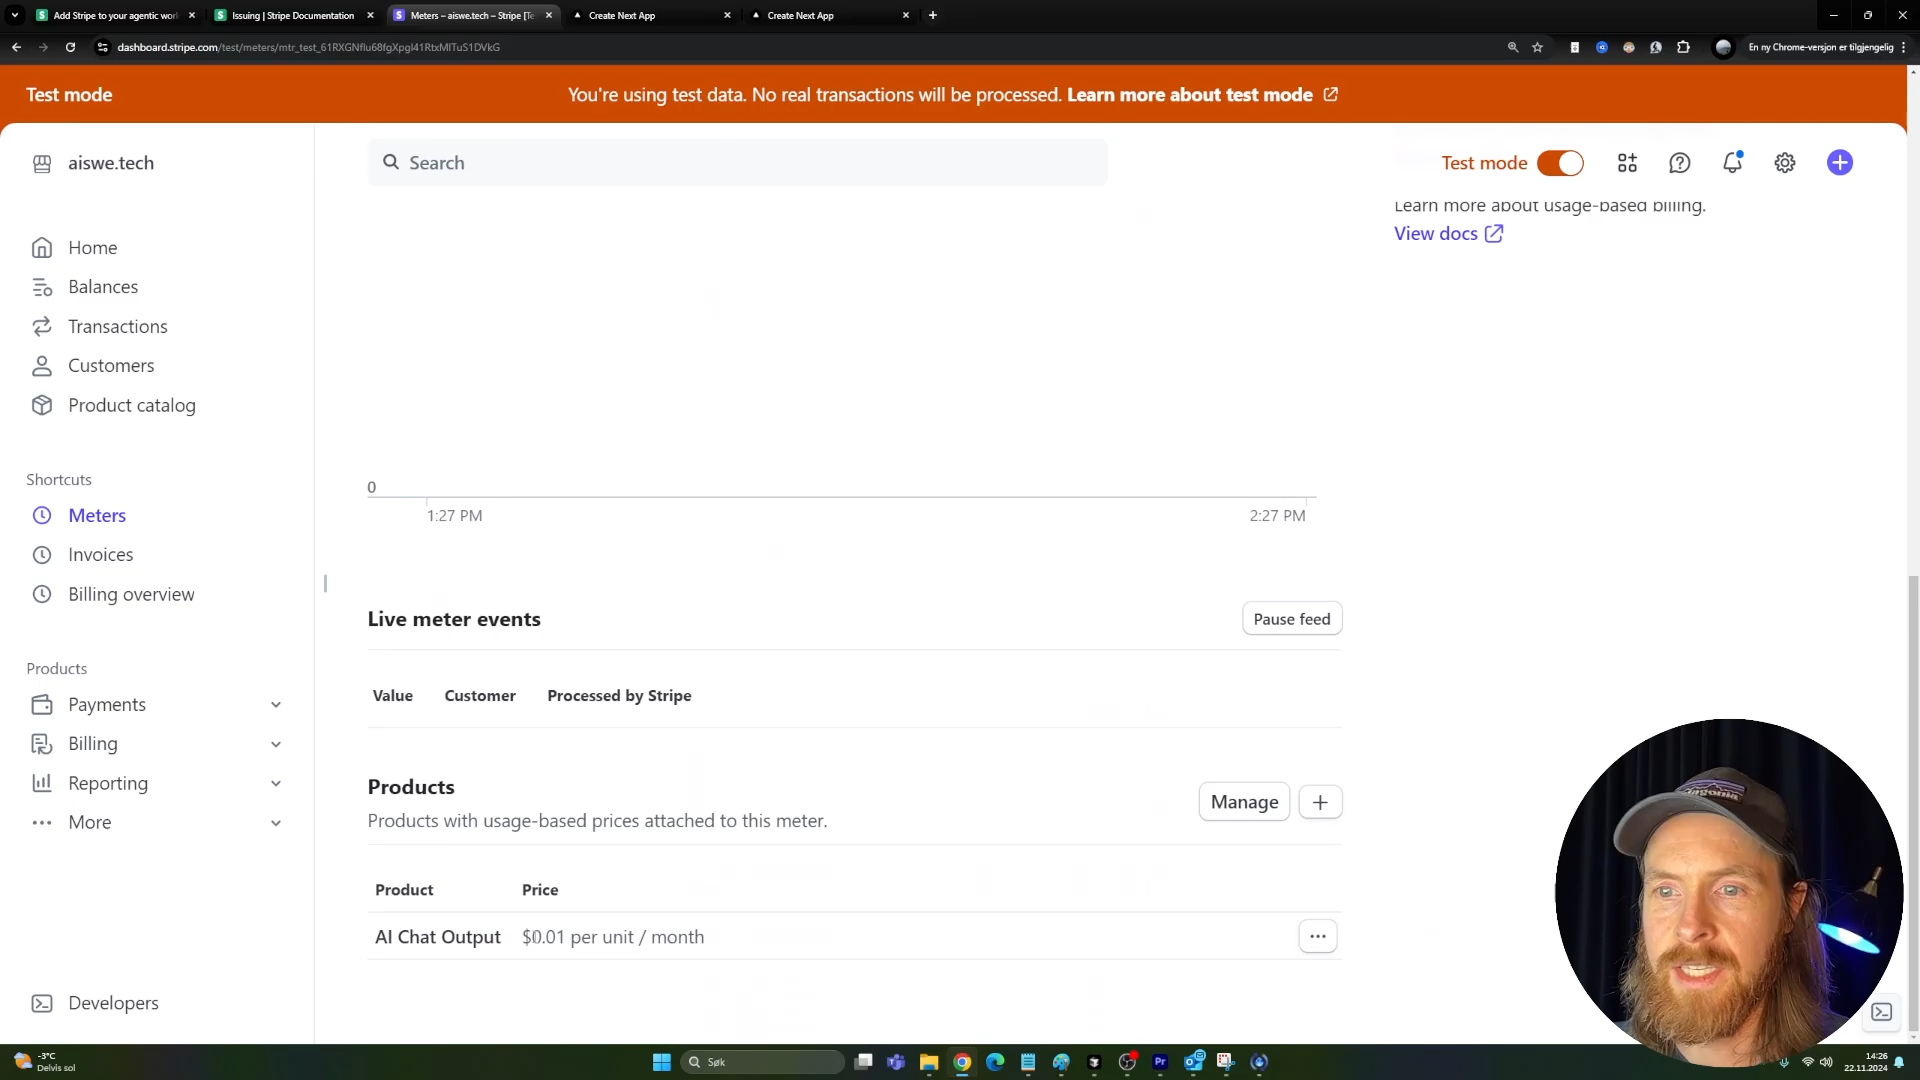 Add Stripe to your agentic wor
Issuing | Stripe Documentation
Meters – aiswe.tech – Stripe [Te
Create Next App
Create Next App
dashboard.stripe.com/test/meters/mtr_test_61RXGNflu68fgXpgl41RtxMlTuS1DVkG
En ny Chrome-versjon er tilgjengelig
Test mode
You're using test data. No real transactions will be processed. Learn more about test mode
aiswe.tech
Search
Test mode
Learn more about usage-based billing.
View docs
Home
Balances
Transactions
Customers
Product catalog
Shortcuts
Meters
Invoices
Billing overview
Products
Payments
Billing
Reporting
More
Developers
0
1:27 PM
2:27 PM
Live meter events
Pause feed
Value
Customer
Processed by Stripe
Products
Products with usage-based prices attached to this meter.
Manage
Product
Price
AI Chat Output
$0.01 per unit / month
patagonia
-3°C
Delvis sol
Søk
14:26
22.11.2024